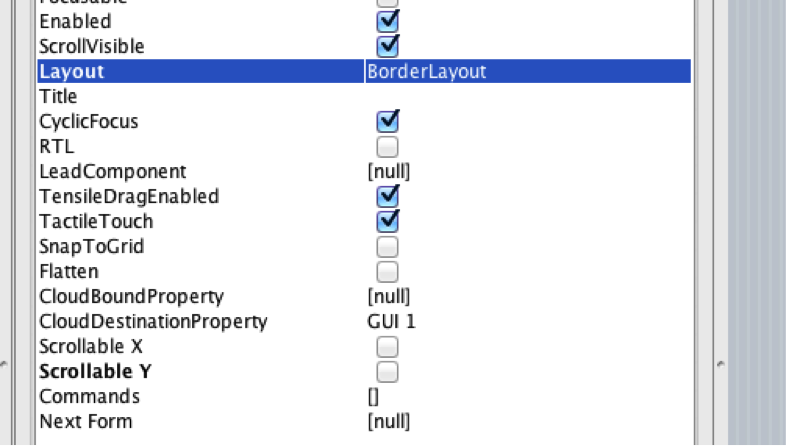 Focusable
Enabled
ScrollVisible
Layout BorderLayout
Title
CyclicFocus
RTL
LeadComponent [null]
TensileDragEnabled
TactileTouch
SnapToGrid
Flatten
CloudBoundProperty [null]
CloudDestinationProperty GUI 1
Scrollable X
Scrollable Y
Commands []
Next Form [null]